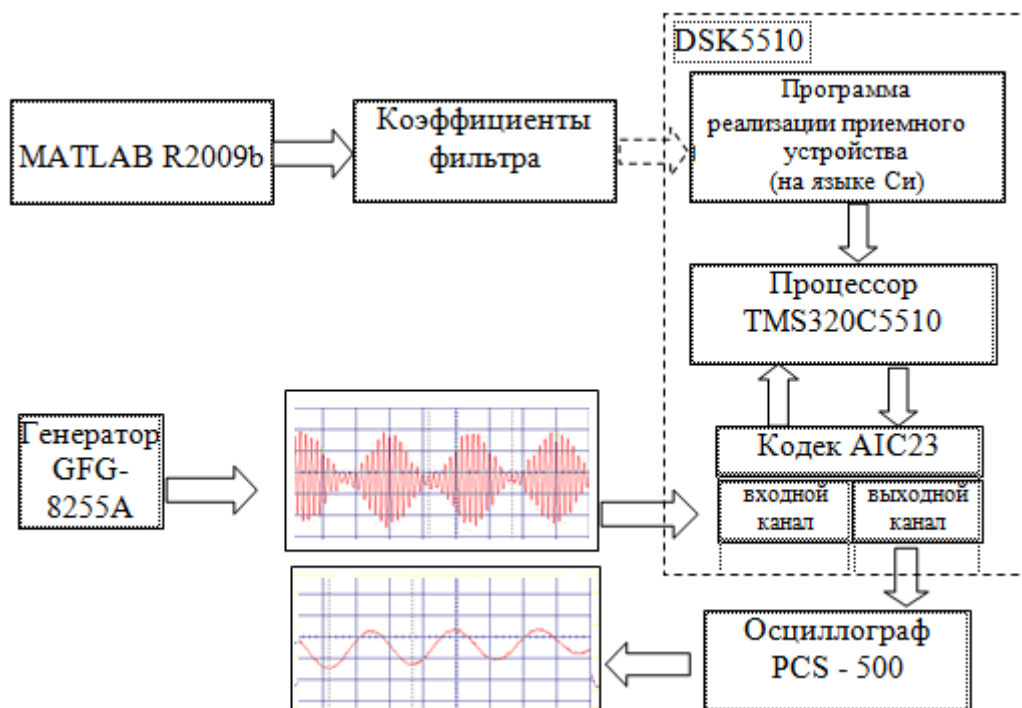 DSK5510
MATLAB R2009b
Коэффициенты
фильтра
Программа
реализации приемного
устройства
(на языке Си)
Процессор
TMS320C5510
Генератор
GFG-
8255A
Кодек AIC23
входной
канал
выходной
канал
Осциллограф
PCS - 500